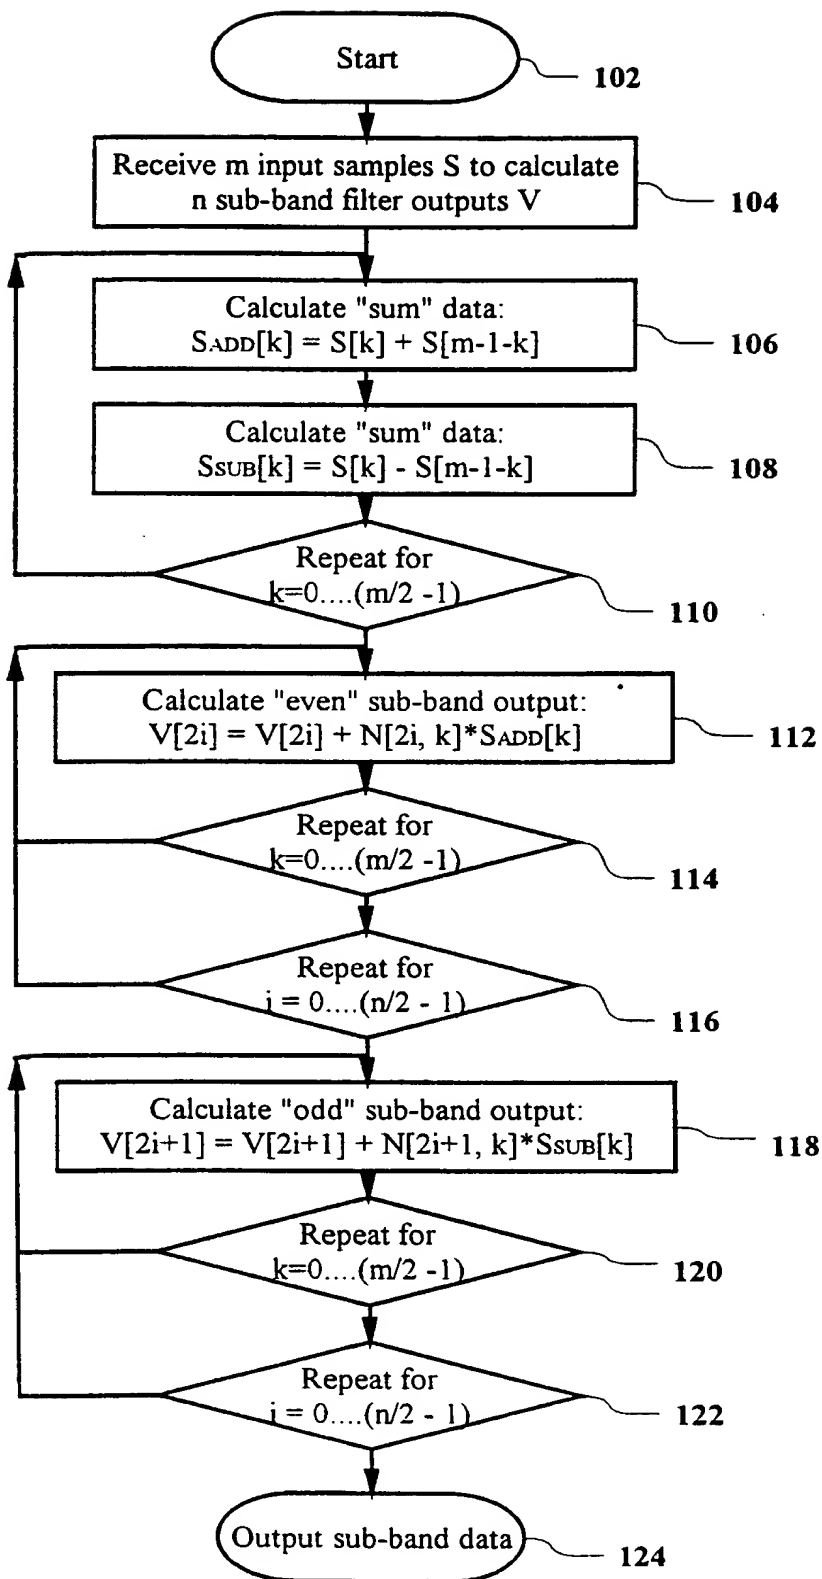 Start
102
Receive m input samples S to calculate
n sub-band filter outputs V
104
Calculate "sum" data:
SADD[k] = S[k] + S[m-1-k]
106
Calculate "sum" data:
SSUB[k] = S[k] - S[m-1-k]
108
Repeat for
k=0....(m/2 -1)
110
Calculate "even" sub-band output:
V[2i] = V[2i] + N[2i, k]*SADD[k]
112
Repeat for
k=0....(m/2 -1)
114
Repeat for
i = 0....(n/2 - 1)
116
Calculate "odd" sub-band output:
V[2i+1] = V[2i+1] + N[2i+1, k]*SSUB[k]
118
Repeat for
k=0....(m/2 -1)
120
Repeat for
i = 0....(n/2 - 1)
122
Output sub-band data
124